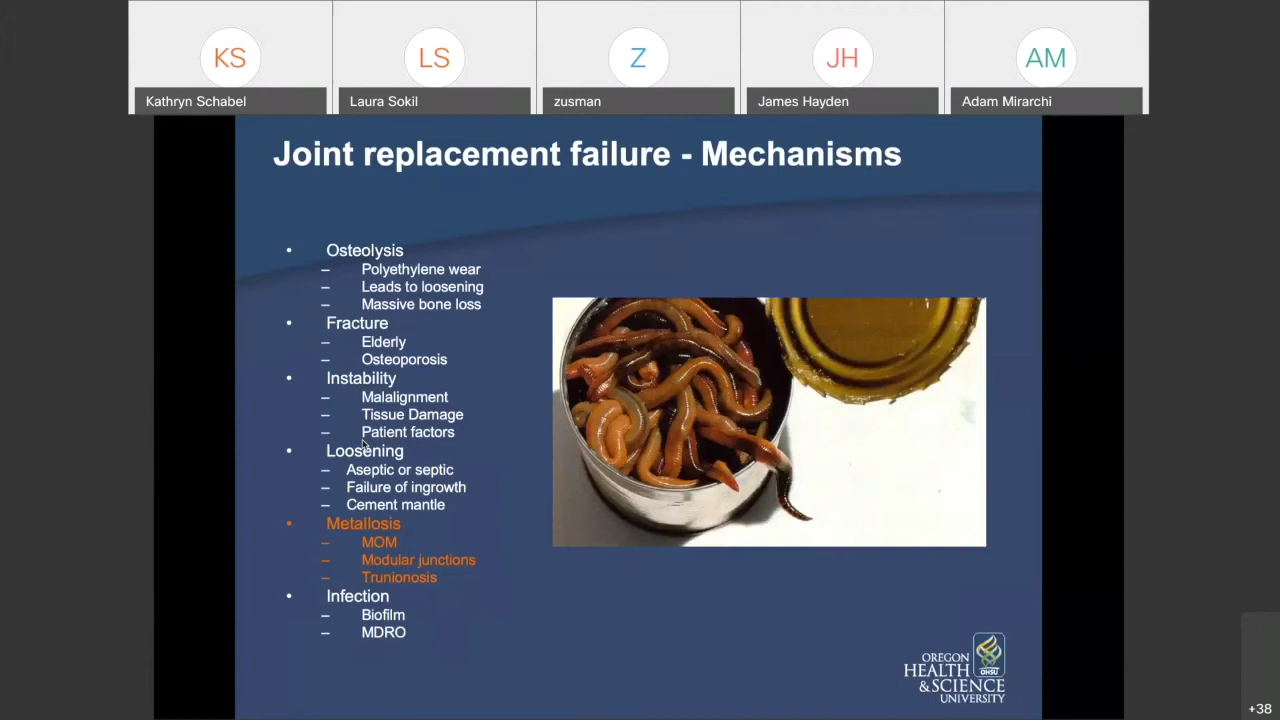 KS
LS
Z
JH
AM
Kathryn Schabel
Laura Sokil
zusman
James Hayden
Adam Mirarchi
Joint replacement failure - Mechanisms
• Osteolysis
– Polyethylene wear
– Leads to loosening
– Massive bone loss
• Fracture
– Elderly
– Osteoporosis
• Instability
– Malalignment
– Tissue Damage
– Patient factors
• Loosening
– Aseptic or septic
– Failure of ingrowth
– Cement mantle
• Metallosis
– MOM
– Modular junctions
– Trunionosis
• Infection
– Biofilm
– MDRO
OREGON
HEALTH
& SCIENCE
UNIVERSITY
OHSU
+38